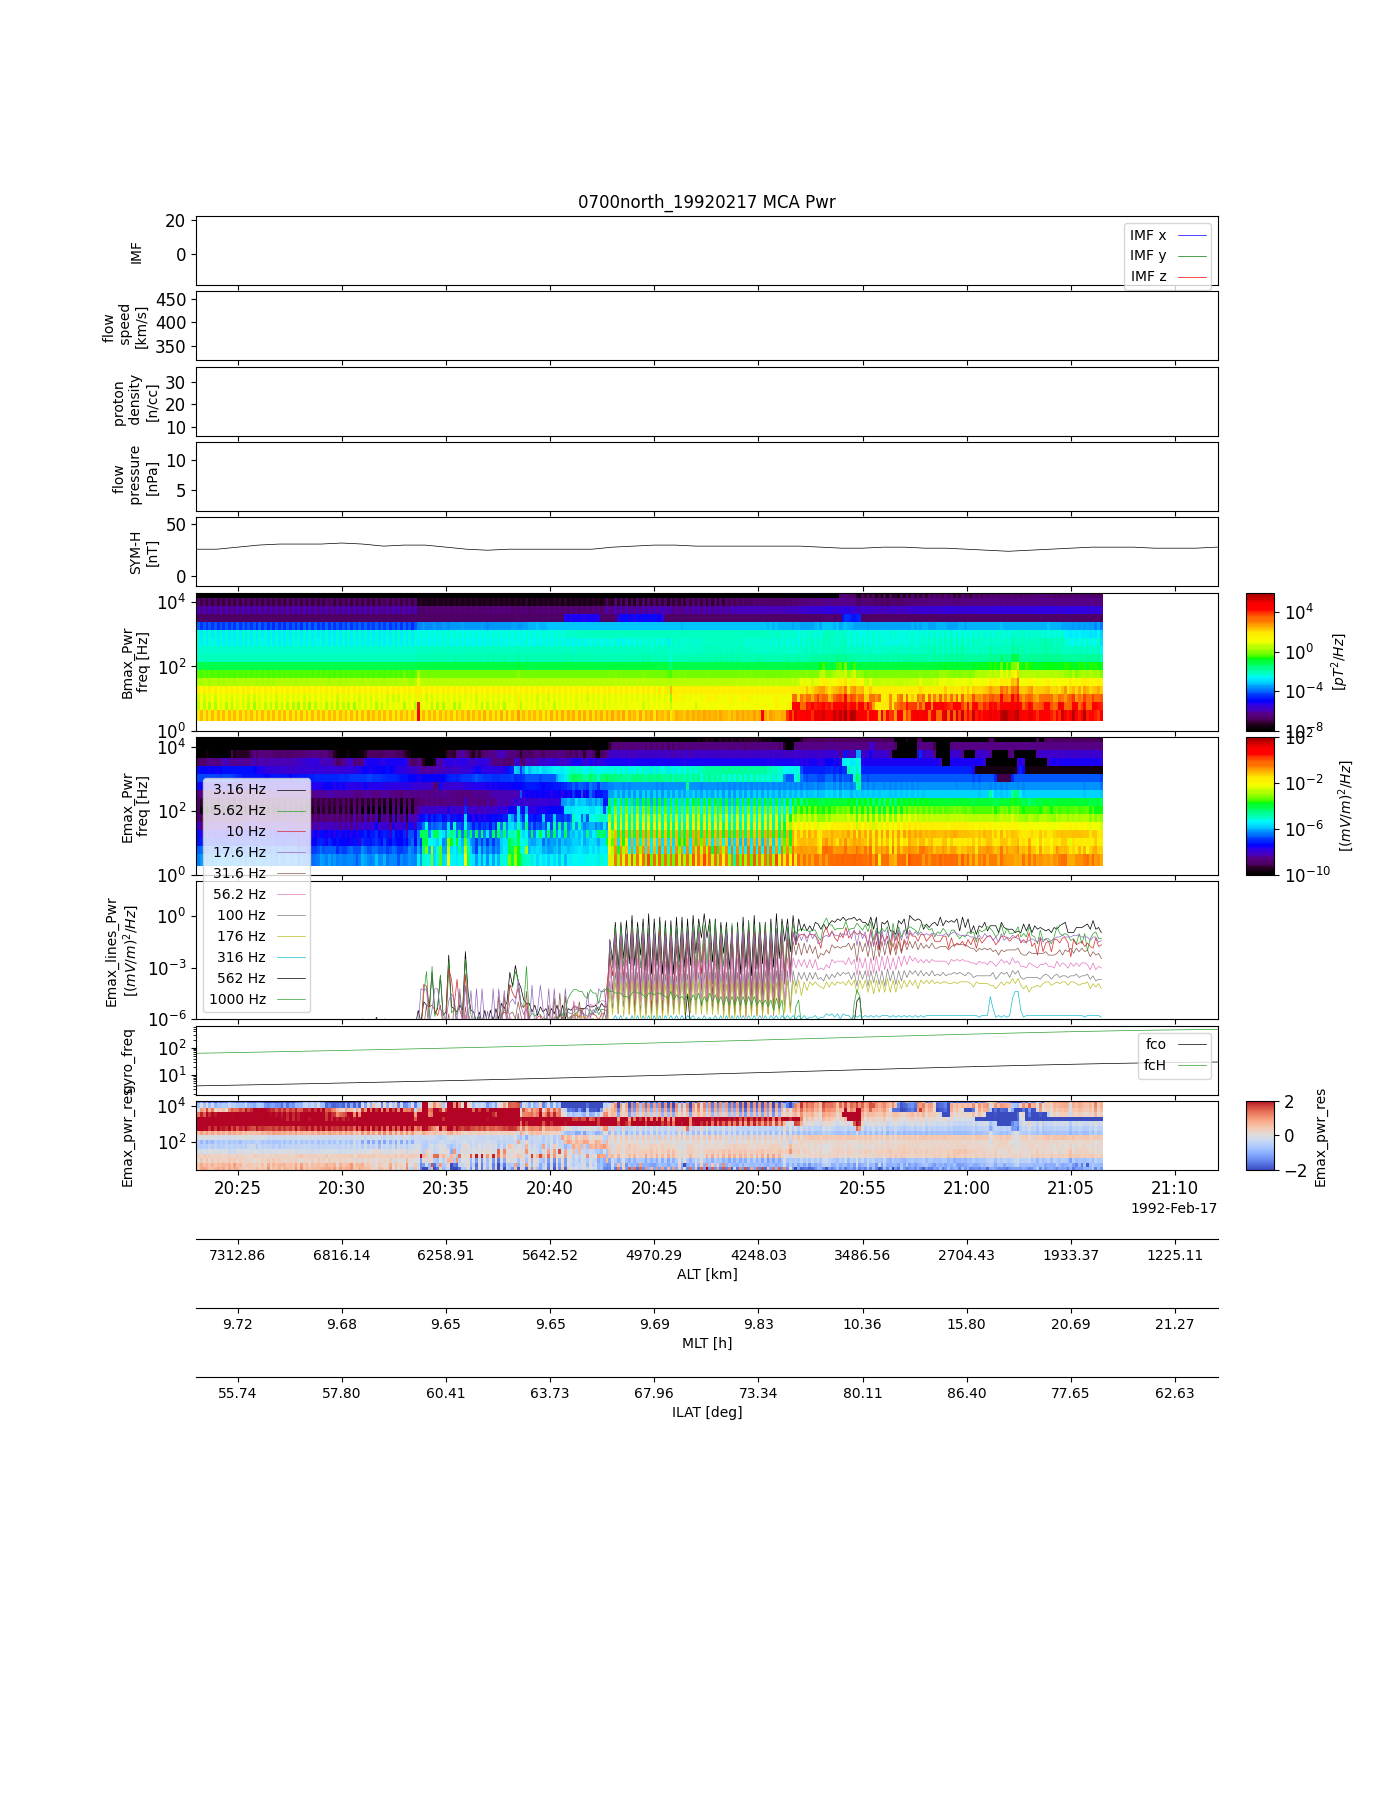 0700north_19920217 MCA Pwr
20
0
IMF
IMF x
IMF y
IMF z
450
400
350
flow
speed
[km/s]
30
20
10
proton
density
[n/cc]
10
5
flow
pressure
[nPa]
50
0
SYM-H
[nT]
10^4
10^2
10^0
Bmax_Pwr
freq [Hz]
10^4
10^0
10^-4
10^-8
[pT^2/Hz]
10^4
10^2
10^0
Emax_Pwr
freq [Hz]
10^2
10^-2
10^-6
10^-10
[(mV/m)^2/Hz]
3.16 Hz
5.62 Hz
10 Hz
17.6 Hz
31.6 Hz
56.2 Hz
100 Hz
176 Hz
316 Hz
562 Hz
1000 Hz
10^0
10^-3
10^-6
Emax_lines_Pwr
[(mV/m)^2/Hz]
10^2
10^1
gyro_freq
fco
fcH
10^4
10^2
Emax_pwr_res
2
0
−2
Emax_pwr_res
20:25 20:30 20:35 20:40 20:45 20:50 20:55 21:00 21:05 21:10
1992-Feb-17
7312.86 6816.14 6258.91 5642.52 4970.29 4248.03 3486.56 2704.43 1933.37 1225.11
ALT [km]
9.72 9.68 9.65 9.65 9.69 9.83 10.36 15.80 20.69 21.27
MLT [h]
55.74 57.80 60.41 63.73 67.96 73.34 80.11 86.40 77.65 62.63
ILAT [deg]